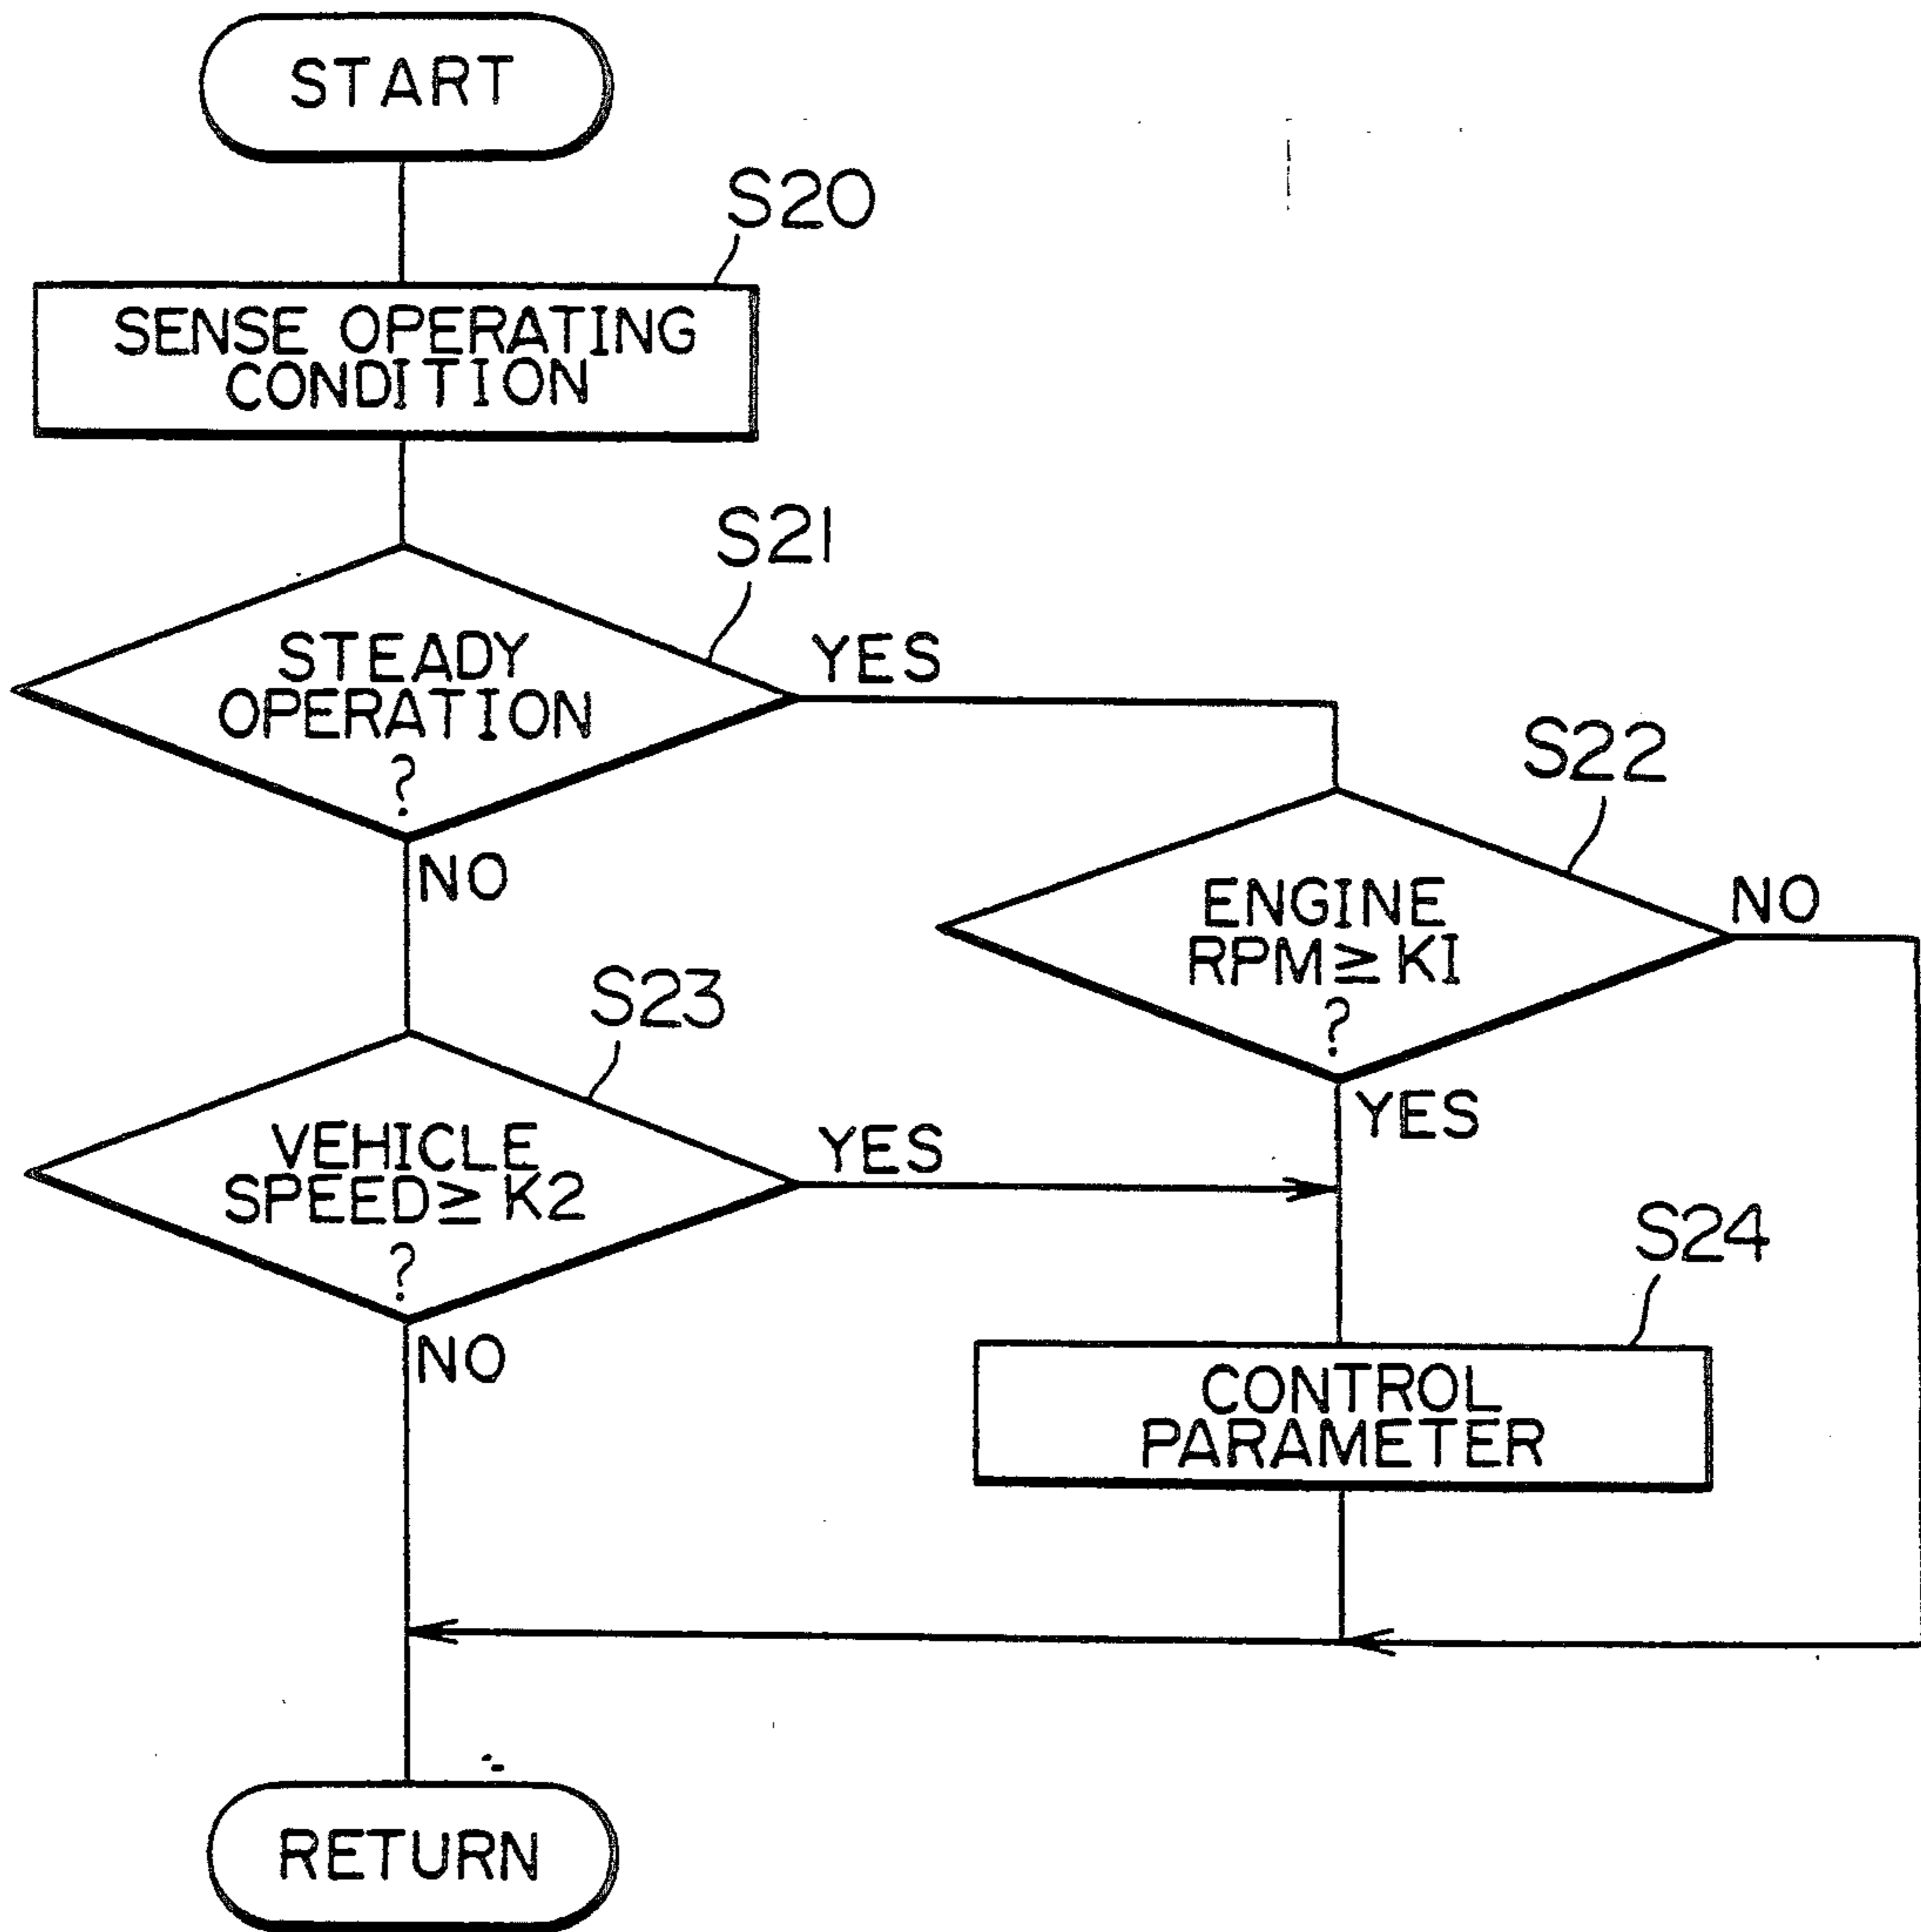 START
S20
SENSE OPERATING
CONDITION
S21
STEADY
OPERATION
?
YES
NO
S22
ENGINE
RPM≧KI
?
NO
YES
S23
VEHICLE
SPEED≧K2
?
YES
NO
S24
CONTROL
PARAMETER
RETURN